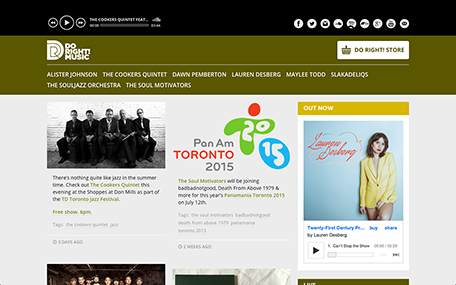 THE COOKERS QUINTET FEAT...
00:00
03:44
DO
RIGHT!
MUSIC
DO RIGHT! STORE
ALISTER JOHNSON THE COOKERS QUINTET DAWN PEMBERTON LAUREN DESBERG MAYLEE TODD SLAKADELIQS
THE SOULJAZZ ORCHESTRA THE SOUL MOTIVATORS
There's nothing quite like jazz in the summer
time. Check out The Cookers Quintet this
evening at the Shoppes at Don Mills as part of
the TD Toronto Jazz Festival.
Free show. 6pm.
Tags: the cookers quintet jazz
3 DAYS AGO
Pan Am
TORONTO
2015
20
15
The Soul Motivators will be joining
badbadnotgood, Death From Above 1979 &
more for this year's Panamania Toronto 2015
on July 12th.
Tags: the soul motivators badbadnotgood
death from above 1979 panamania
toronto 2015
2 WEEKS AGO
OUT NOW
Lauren
Desberg
Twenty-First Century Pr... buy share
by Lauren Desberg
1. Can't Stop the Show 00:00 / 05:20
LIVE